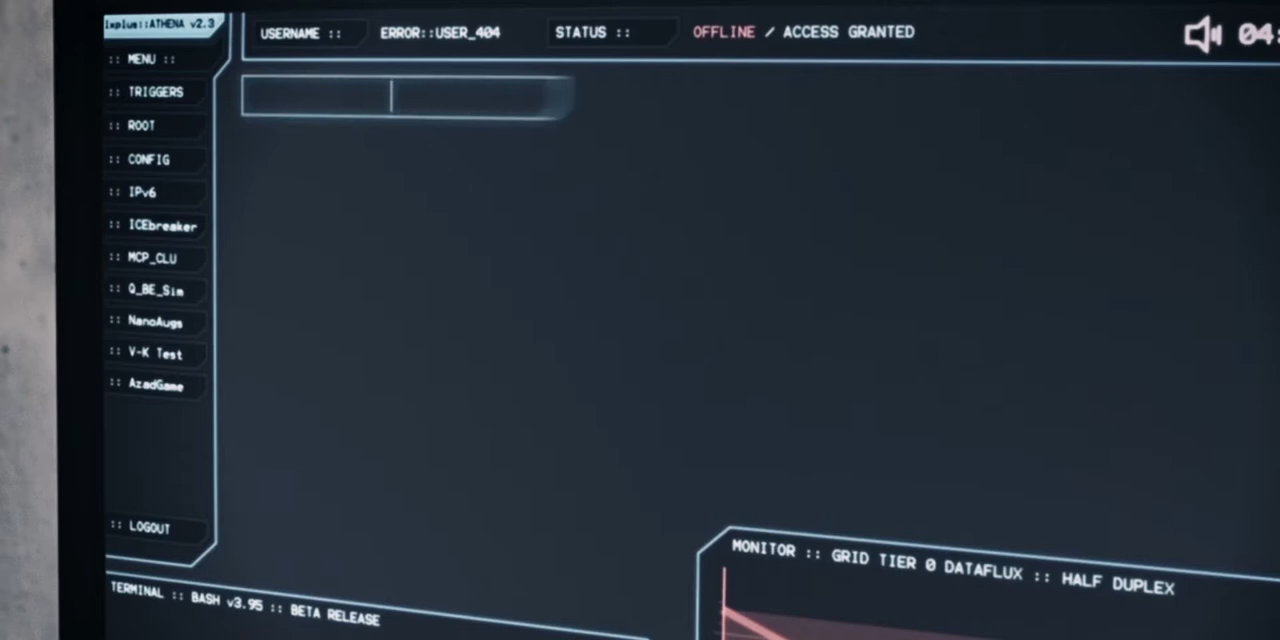 ::ATHENA v2.3
USERNAME :: ERROR::USER_404 STATUS :: OFFLINE / ACCESS GRANTED 04:
:: MENU ::
:: TRIGGERS
:: ROOT
:: CONFIG
:: IPv6
:: ICEbreaker
:: MCP_CLU
:: Q_BE_Sim
:: NanoAugs
:: V-K Test
:: AzadGame
:: LOGOUT
TERMINAL :: BASH v3.95 :: BETA RELEASE
MONITOR :: GRID TIER 0 DATAFLUX :: HALF DUPLEX